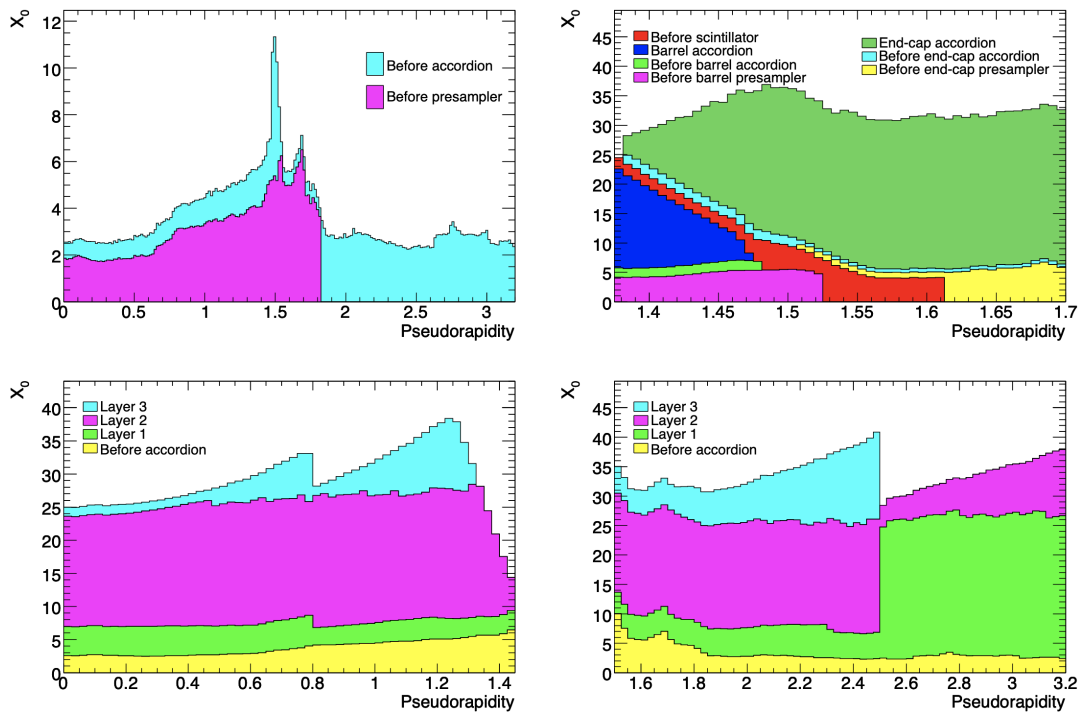 X0
12
10
8
6
4
2
0
Before accordion
Before presampler
0 0.5 1 1.5 2 2.5 3
Pseudorapidity
X0
45
40
35
30
25
20
15
10
5
0
Before scintillator
Barrel accordion
Before barrel accordion
Before barrel presampler
End-cap accordion
Before end-cap accordion
Before end-cap presampler
1.4 1.45 1.5 1.55 1.6 1.65 1.7
Pseudorapidity
X0
40
35
30
25
20
15
10
5
0
Layer 3
Layer 2
Layer 1
Before accordion
0 0.2 0.4 0.6 0.8 1 1.2 1.4
Pseudorapidity
X0
45
40
35
30
25
20
15
10
5
0
Layer 3
Layer 2
Layer 1
Before accordion
1.6 1.8 2 2.2 2.4 2.6 2.8 3 3.2
Pseudorapidity